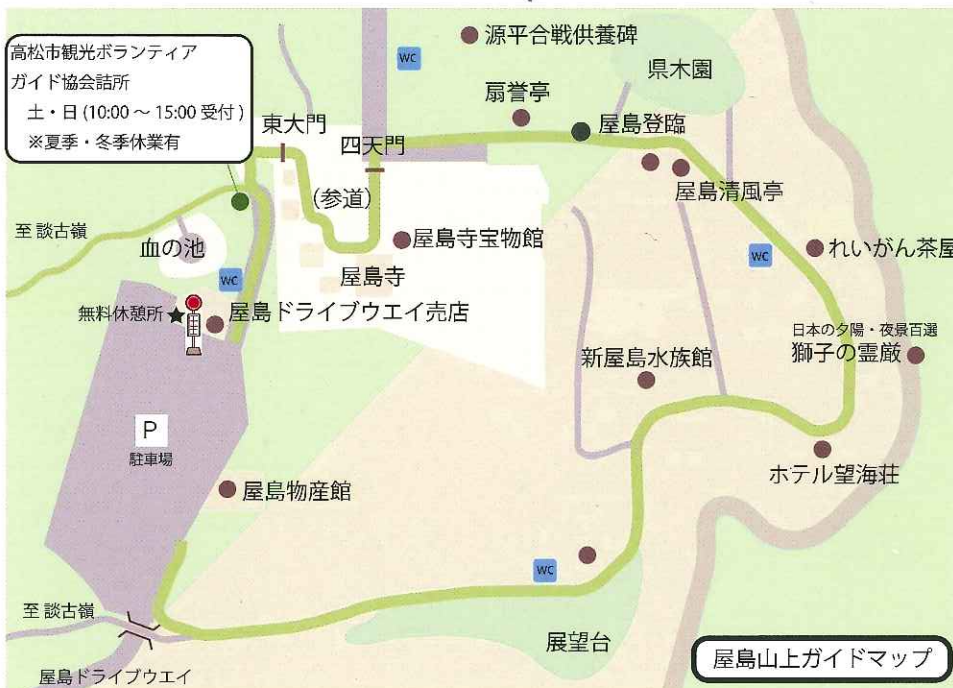 高松市観光ボランティア
ガイド協会詰所
土・日(10:00～15:00受付)
※夏季・冬季休業有
WC
源平合戦供養碑
県木園
扇誉亭
屋島登臨
東大門
四天門
(参道)
屋島清風亭
至 談古嶺
血の池
屋島寺宝物館
屋島寺
WC
れいがん茶屋
WC
無料休憩所
屋島ドライブウエイ売店
日本の夕陽・夜景百選
獅子の霊巌
新屋島水族館
P
駐車場
ホテル望海荘
屋島物産館
WC
至 談古嶺
展望台
屋島ドライブウエイ
屋島山上ガイドマップ